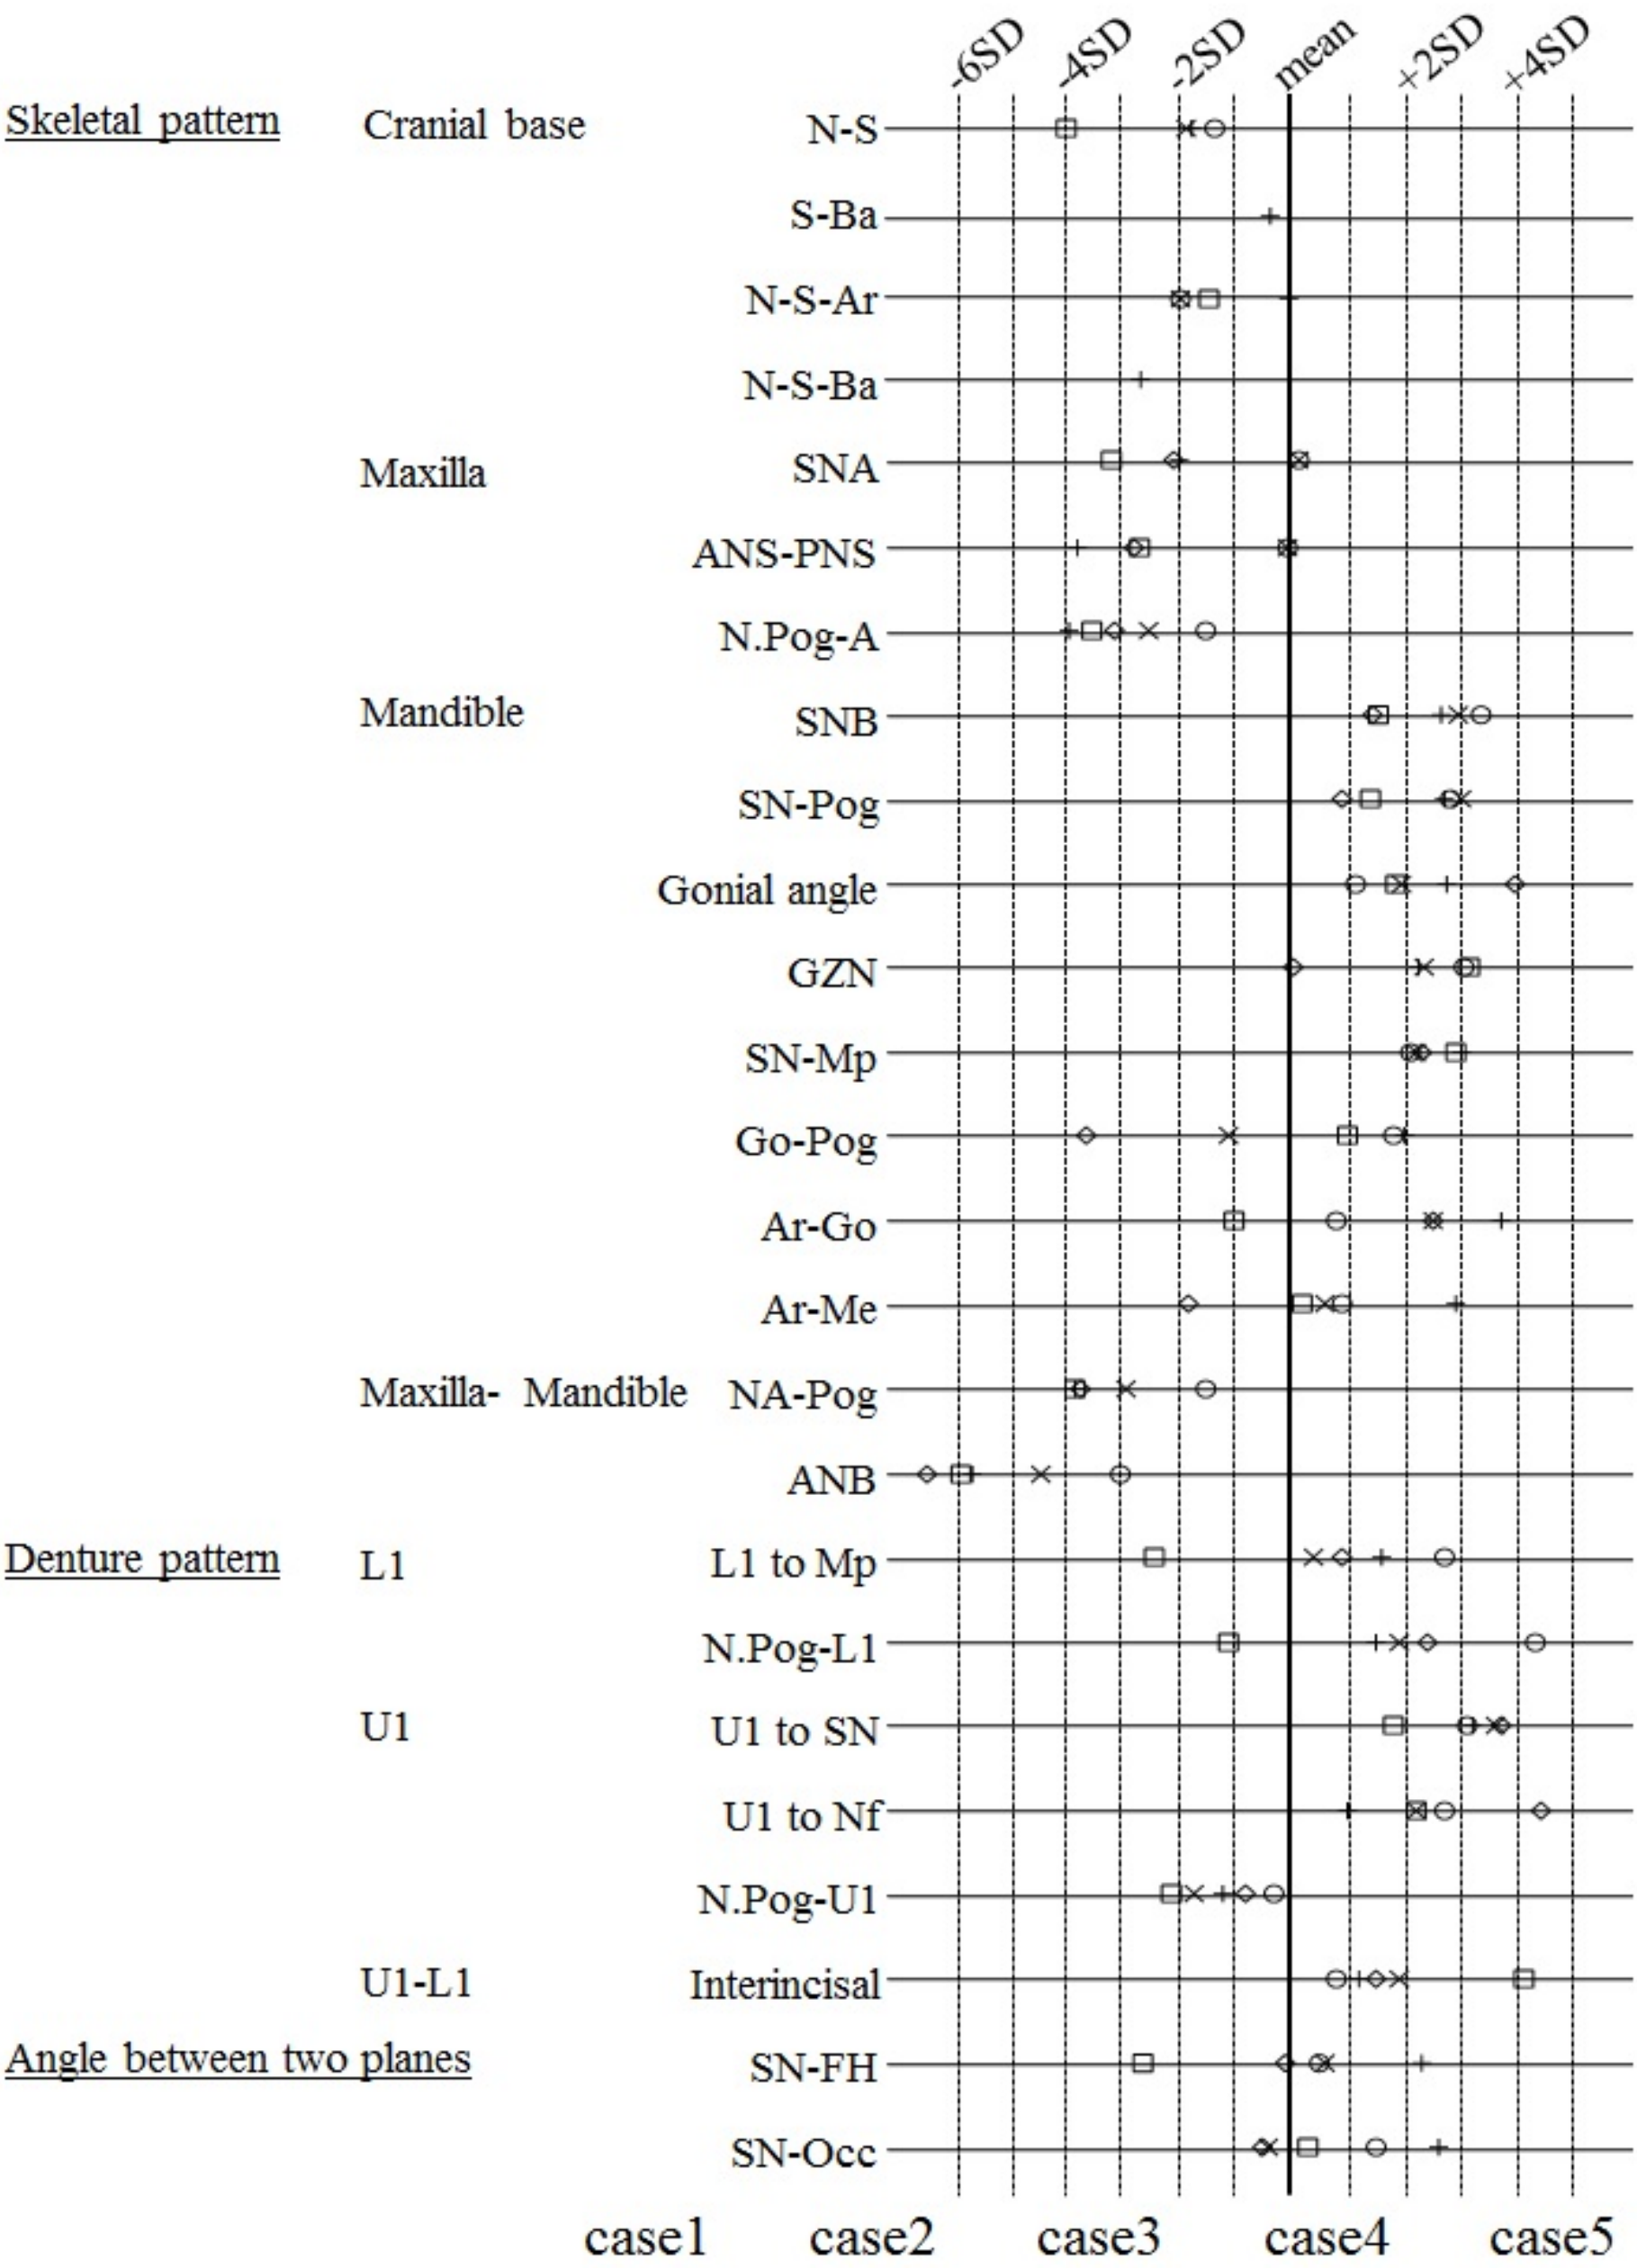 -6SD -4SD -2SD mean +2SD +4SD
Skeletal pattern Cranial base N-S
S-Ba
N-S-Ar
N-S-Ba
Maxilla SNA
ANS-PNS
N.Pog-A
Mandible SNB
SN-Pog
Gonial angle
GZN
SN-Mp
Go-Pog
Ar-Go
Ar-Me
Maxilla- Mandible NA-Pog
ANB
Denture pattern L1 L1 to Mp
N.Pog-L1
U1 U1 to SN
U1 to Nf
N.Pog-U1
U1-L1 Interincisal
Angle between two planes SN-FH
SN-Occ
case1 case2 case3 case4 case5